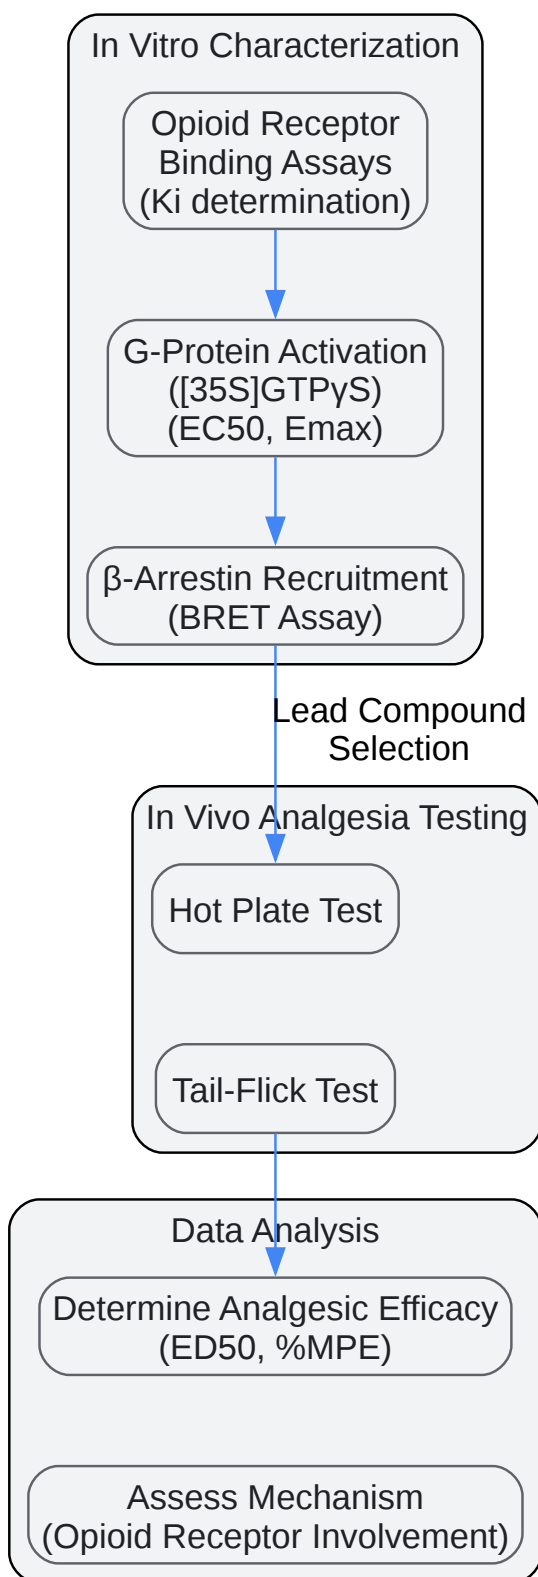 In Vitro Characterization
Opioid Receptor
Binding Assays
(Ki determination)
G-Protein Activation
([35S]GTPγS)
(EC50, Emax)
β-Arrestin Recruitment
(BRET Assay)
Lead Compound
Selection
In Vivo Analgesia Testing
Hot Plate Test
Tail-Flick Test
Data Analysis
Determine Analgesic Efficacy
(ED50, %MPE)
Assess Mechanism
(Opioid Receptor Involvement)